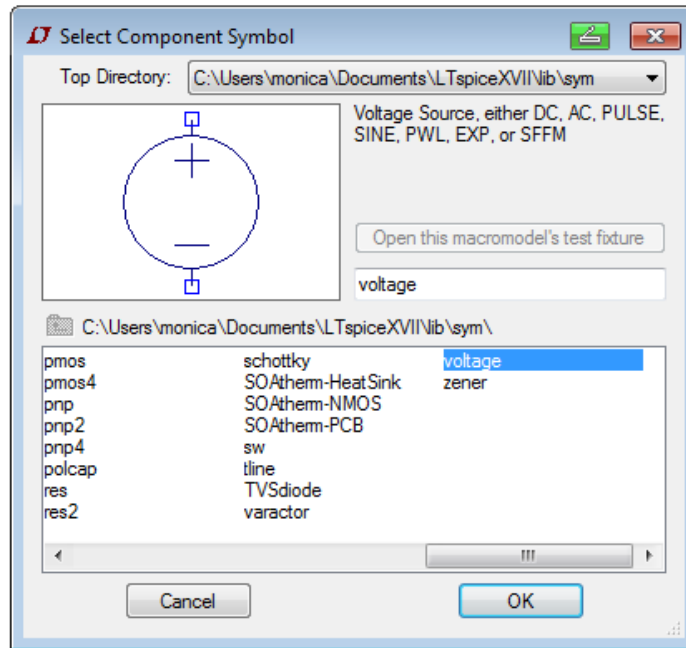 Select Component Symbol
Top Directory: C:\Users\monica\Documents\LTspiceXVII\lib\sym
Voltage Source, either DC, AC, PULSE,
SINE, PWL, EXP, or SFFM
Open this macromodel's test fixture
voltage
C:\Users\monica\Documents\LTspiceXVII\lib\sym\
pmos schottky voltage
pmos4 SOAtherm-HeatSink zener
pnp SOAtherm-NMOS
pnp2 SOAtherm-PCB
pnp4 sw
polcap tline
res TVSdiode
res2 varactor
Cancel OK